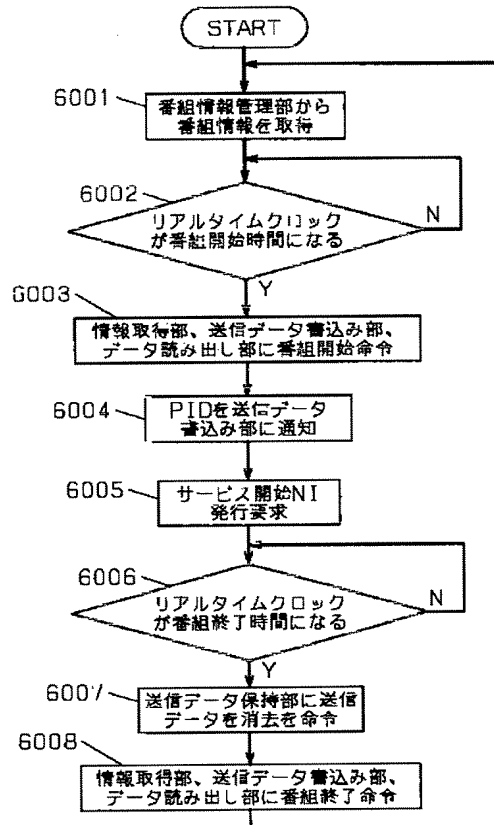 START
6001
番組情報管理部から
番組情報を取得
6002
リアルタイムクロック
が番組開始時間になる
N
Y
6003
情報取得部、送信データ書込み部、
データ読み出し部に番組開始命令
6004
PIDを送信データ
書込み部に通知
6005
サービス開始NI
発行要求
6006
リアルタイムクロック
が番組終了時間になる
N
Y
6007
送信データ保持部に送信
データを消去を命令
6008
情報取得部、送信データ書込み部、
データ読み出し部に番組終了命令